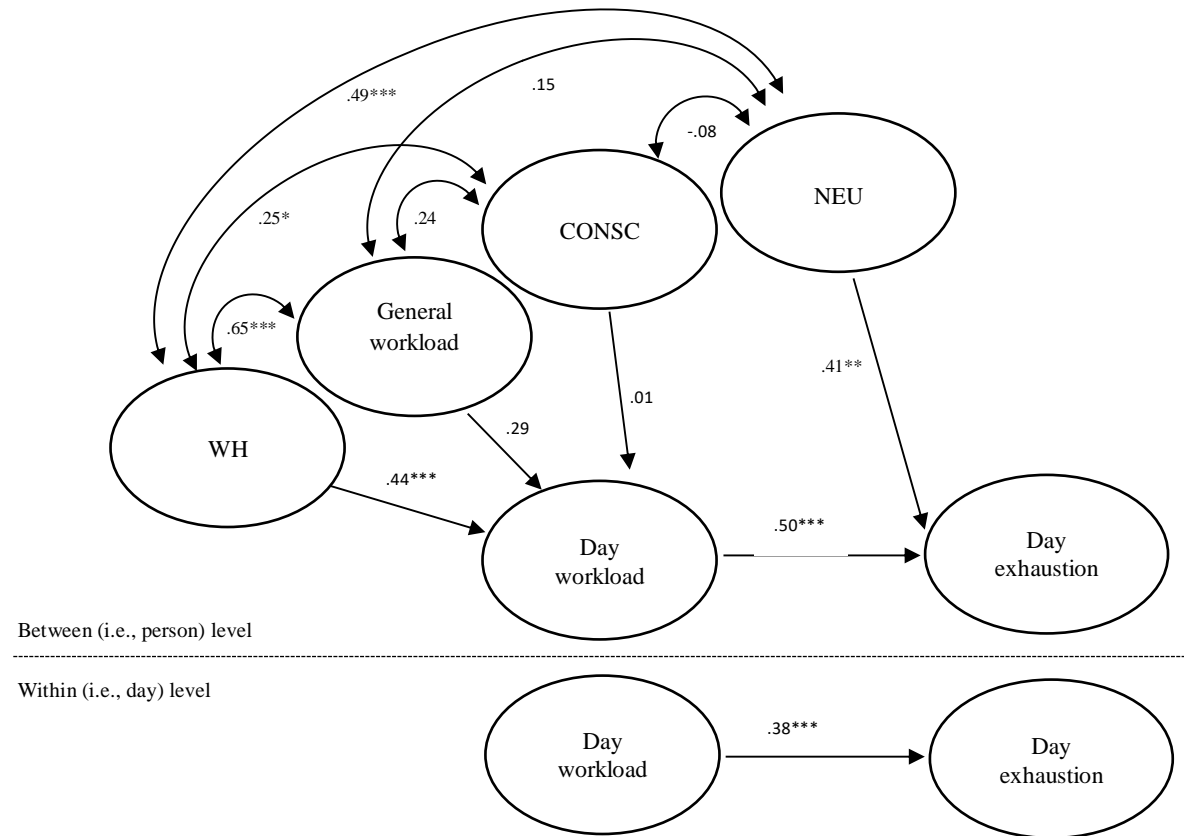 .49***
.15
-.08
NEU
.25*
.24
CONSC
General
workload
.65***
.41**
.01
WH
.29
.44***
.50***
Day
workload
Day
exhaustion
Between (i.e., person) level
Within (i.e., day) level
.38***
Day
workload
Day
exhaustion